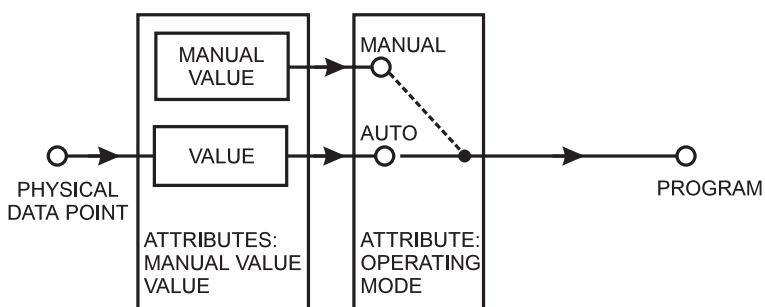 MANUAL
VALUE
MANUAL
AUTO
VALUE
PHYSICAL
DATA POINT
PROGRAM
ATTRIBUTES:
MANUAL VALUE
VALUE
ATTRIBUTE:
OPERATING
MODE